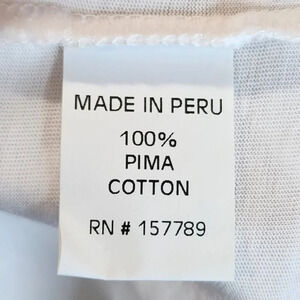 MADE IN PERU
100%
PIMA
COTTON
RN # 157789